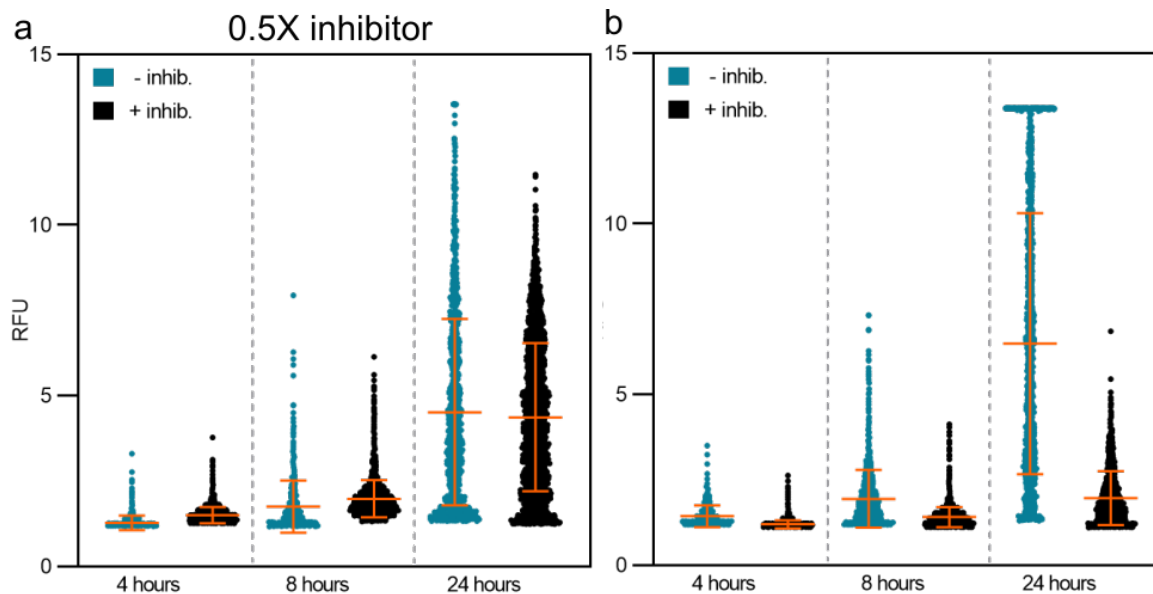 a
0.5X inhibitor
15
- inhib.
+ inhib.
10
RFU
5
0
4 hours
8 hours
24 hours
b
15
- inhib.
+ inhib.
10
5
0
4 hours
8 hours
24 hours